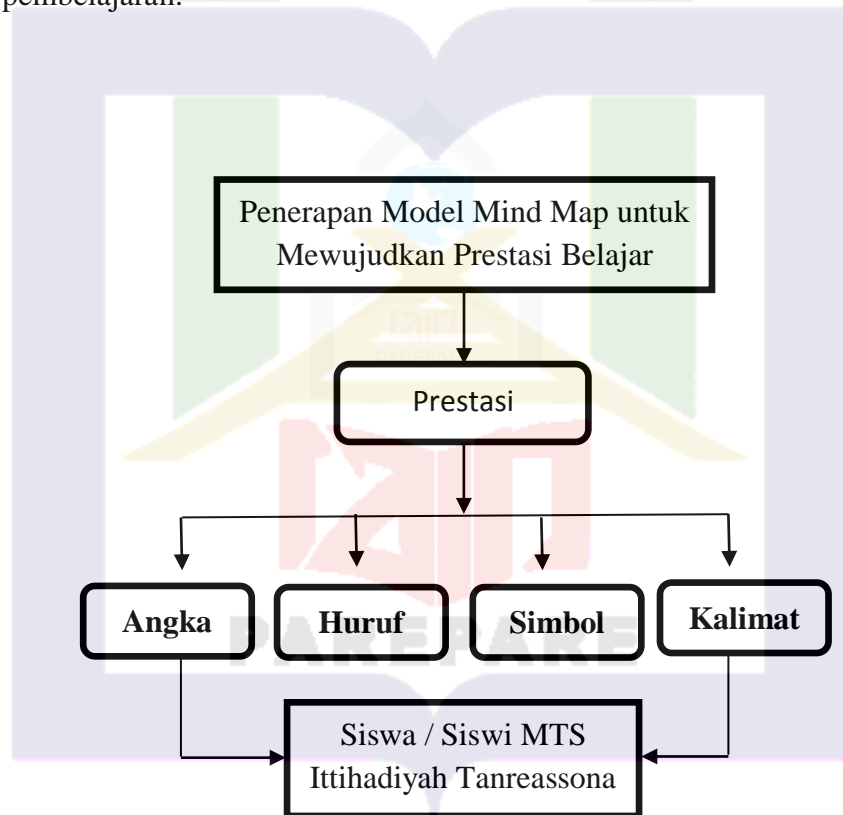 pembelajaran.
Penerapan Model Mind Map untuk
Mewujudkan Prestasi Belajar
Prestasi
Angka
Huruf
Simbol
Kalimat
PAREPARE
Siswa / Siswi MTS
Ittihadiyah Tanreassona